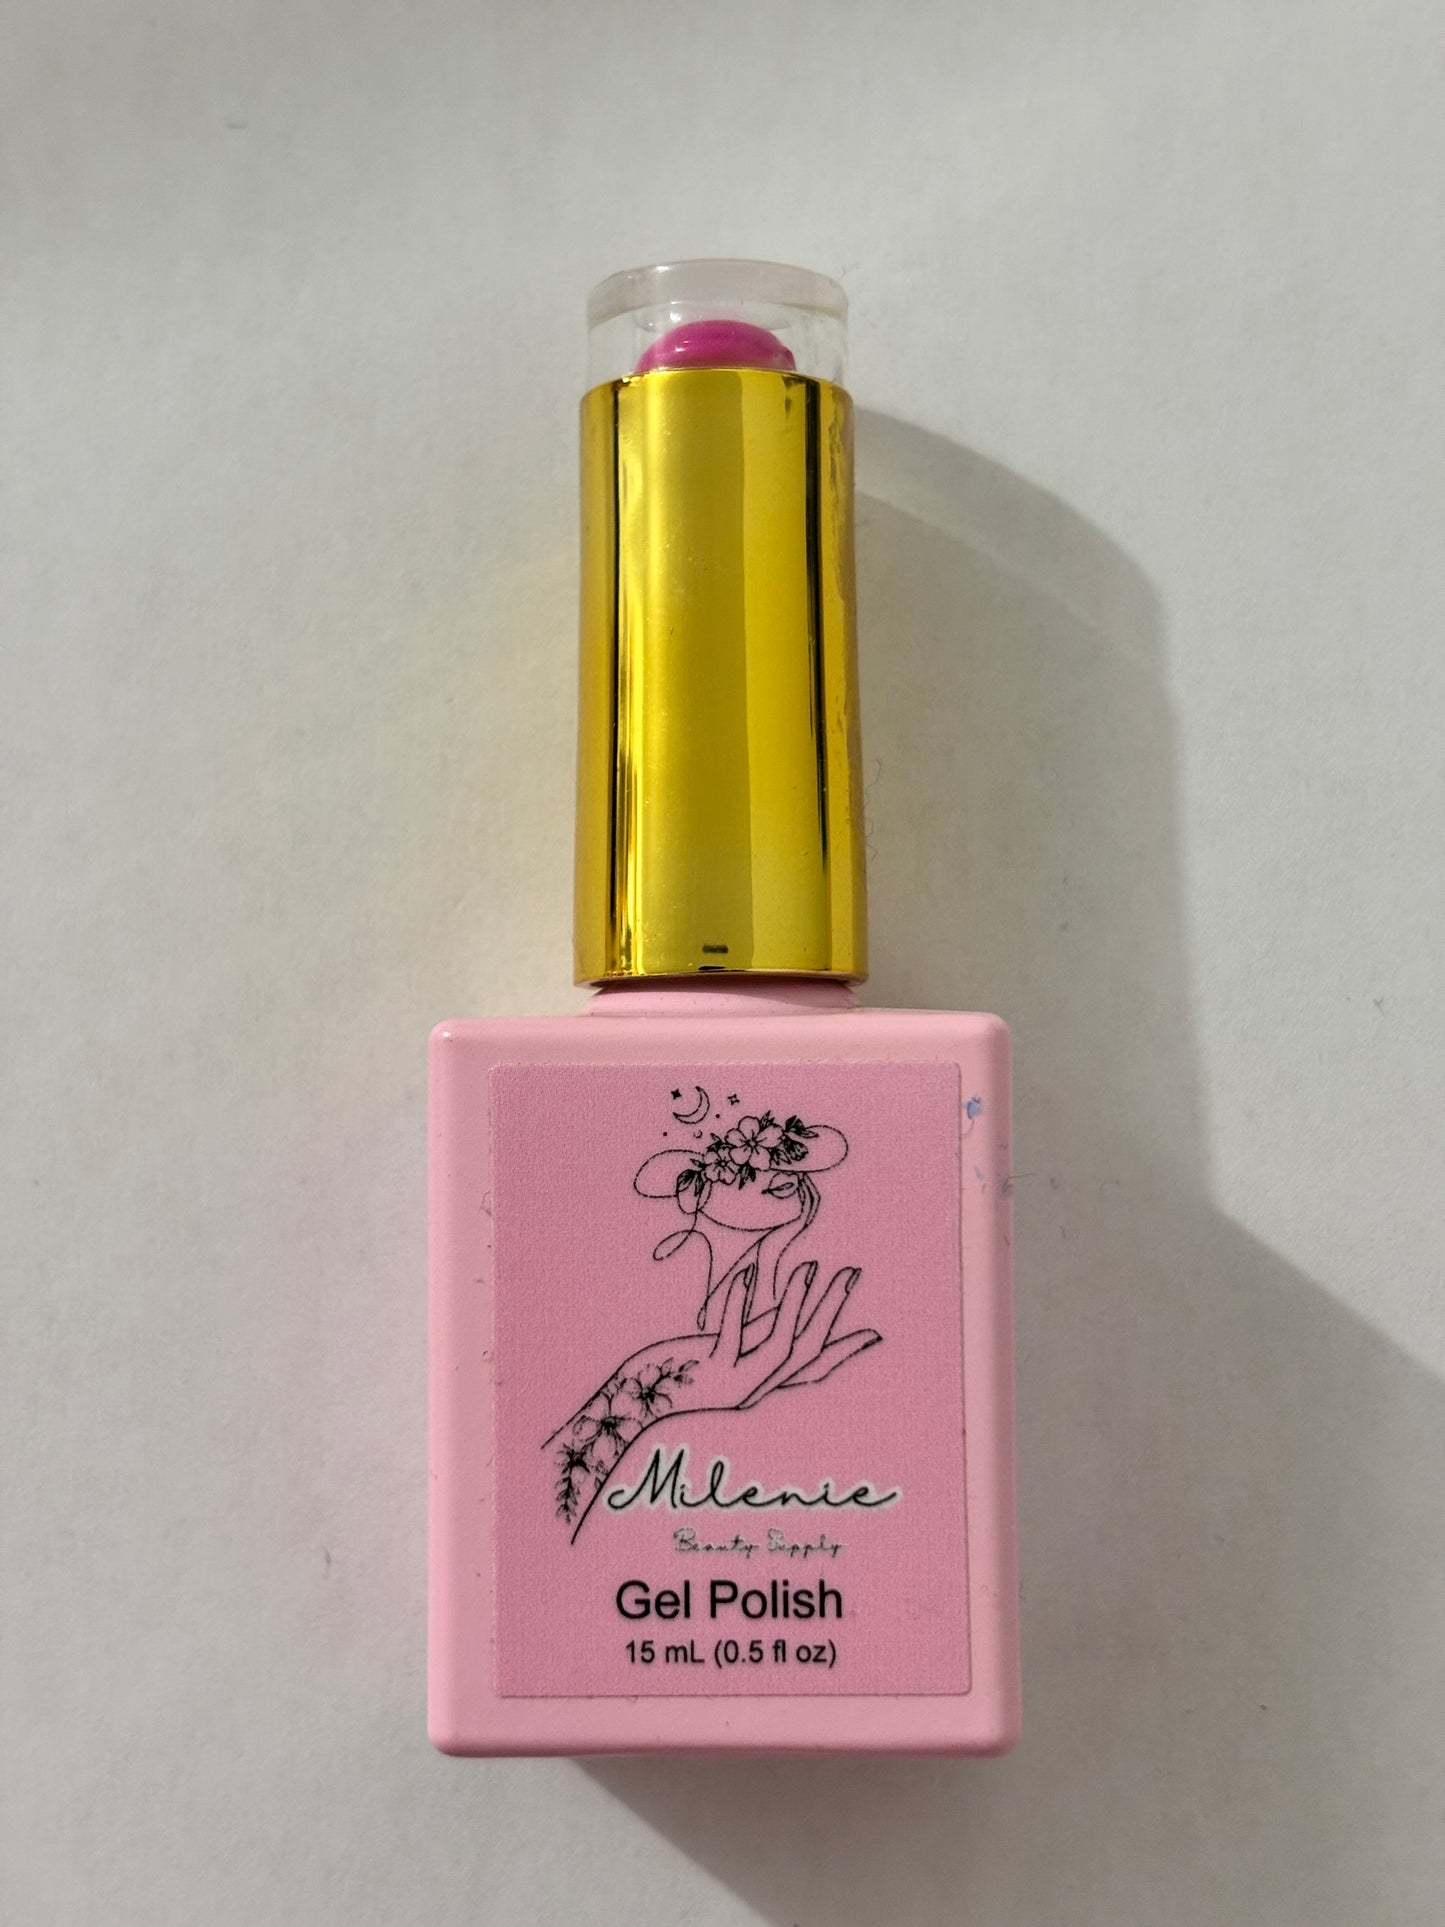 Milenie
Beauty Supply
Gel Polish
15 mL (0.5 fl oz)